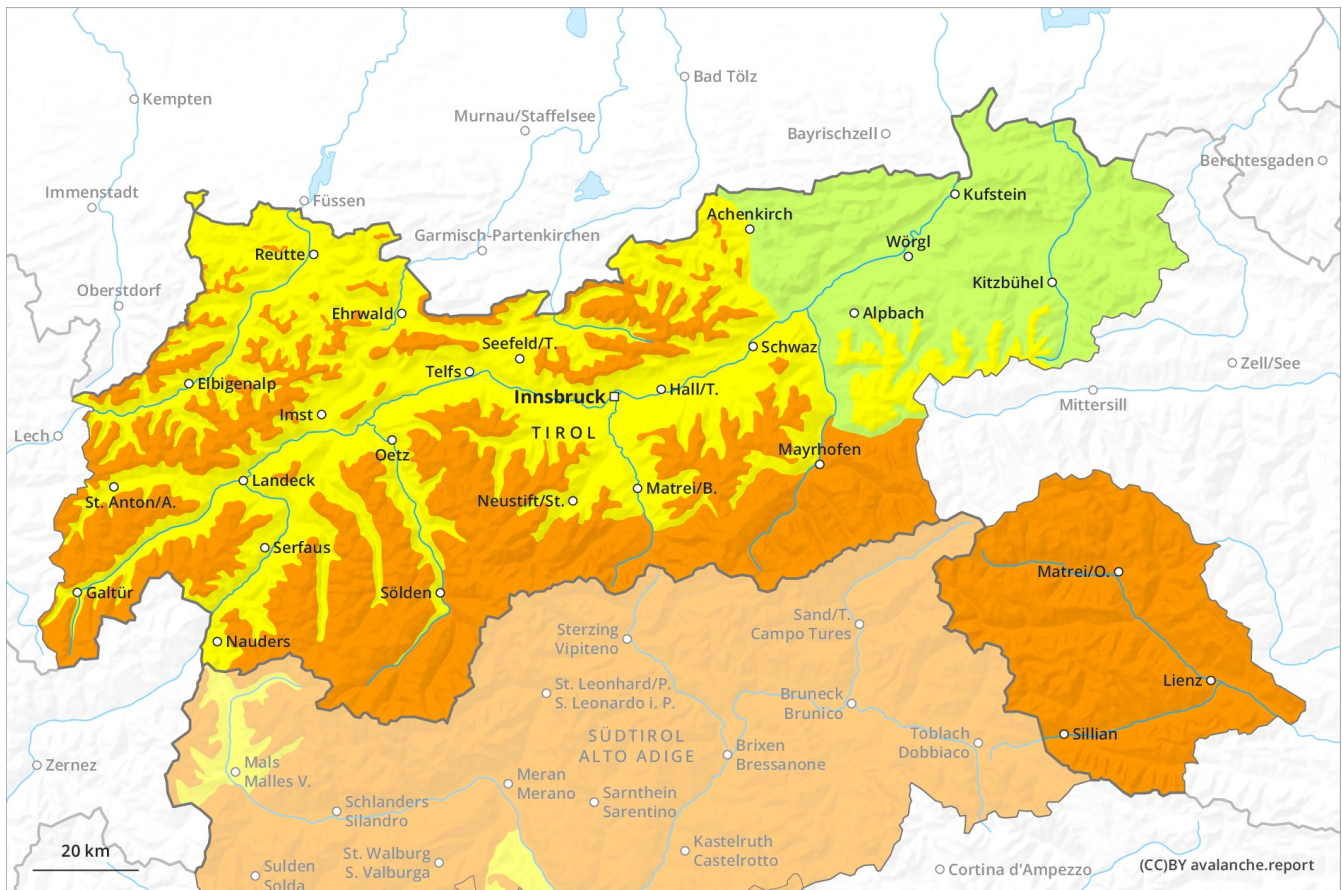 Bad Tölz
Kempten
Murnau/Staffelsee
Bayrischzell
Berchtesgaden
Immenstadt
Füssen
Kufstein
Achenkirch
Garmisch-Partenkirchen
Wörgl
Reutte
Kitzbühel
Oberstdorf
Ehrwald
Alpbach
Seefeld/T.
Schwaz
Zell/See
Telfs
Elbigenalp
Hall/T.
Innsbruck
Mittersill
Imst
TIROL
Lech
Oetz
Mayrhofen
Landeck
Matrei/B.
St. Anton/A.
Neustift/St.
Serfaus
Matrei/O.
Galtür
Sölden
Sand/T.
Campo Tures
Sterzing
Vipiteno
Nauders
Lienz
St. Leonhard/P.
S. Leonardo i. P.
Bruneck
Brunico
SÜDTIROL
ALTO ADIGE
Sillian
Toblach
Dobbiaco
Brixen
Bressanone
Zernez
Mals
Malles V.
Meran
Merano
Sarnthein
Sarentino
Schlanders
Silandro
Kastelruth
Castelrotto
20 km
St. Walburg
S. Valburga
Sulden
Solda
Cortina d'Ampezzo
(CC)BY avalanche.report